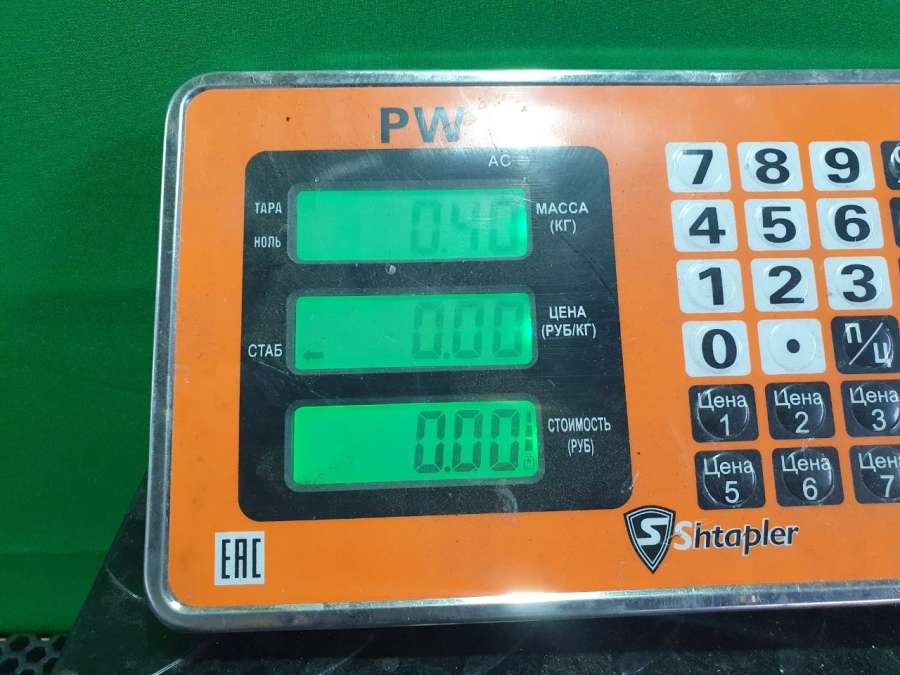 PW
AC
ТАРА
НОЛЬ
0.40
МАССА
(КГ)
СТАБ
0.00
ЦЕНА
(РУБ/КГ)
0.00
СТОИМОСТЬ
(РУБ)
7 8 9
4 5 6
1 2 3
0 . П/Ц
Цена 1 Цена 2 Цена 3
Цена 5 Цена 6 Цен 7
EAC
S Shtapler